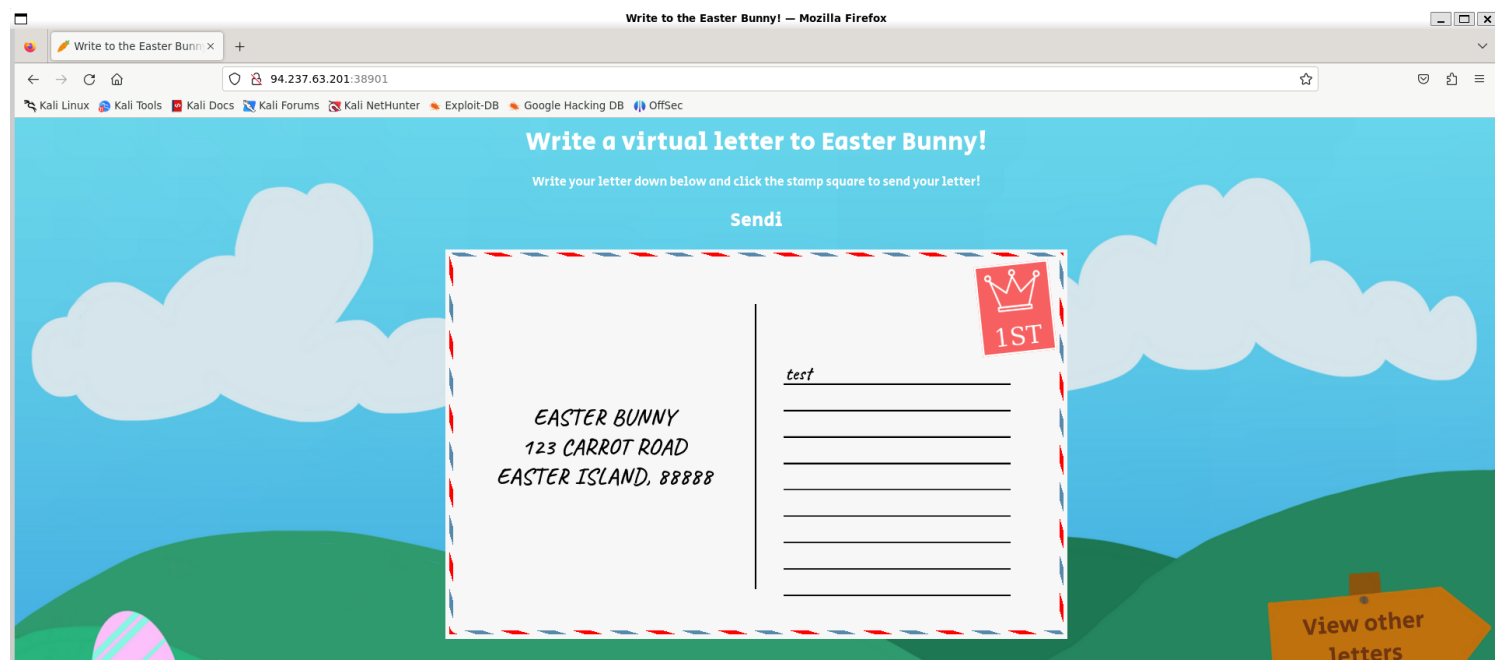 Write to the Easter Bunny! — Mozilla Firefox
Write to the Easter Bunn
94.237.63.201:38901
Kali Linux Kali Tools Kali Docs Kali Forums Kali NetHunter Exploit-DB Google Hacking DB OffSec
Write a virtual letter to Easter Bunny!
Write your letter down below and click the stamp square to send your letter!
Sendi
1ST
test
EASTER BUNNY
123 CARROT ROAD
EASTER ISLAND, 88888
View other
letters